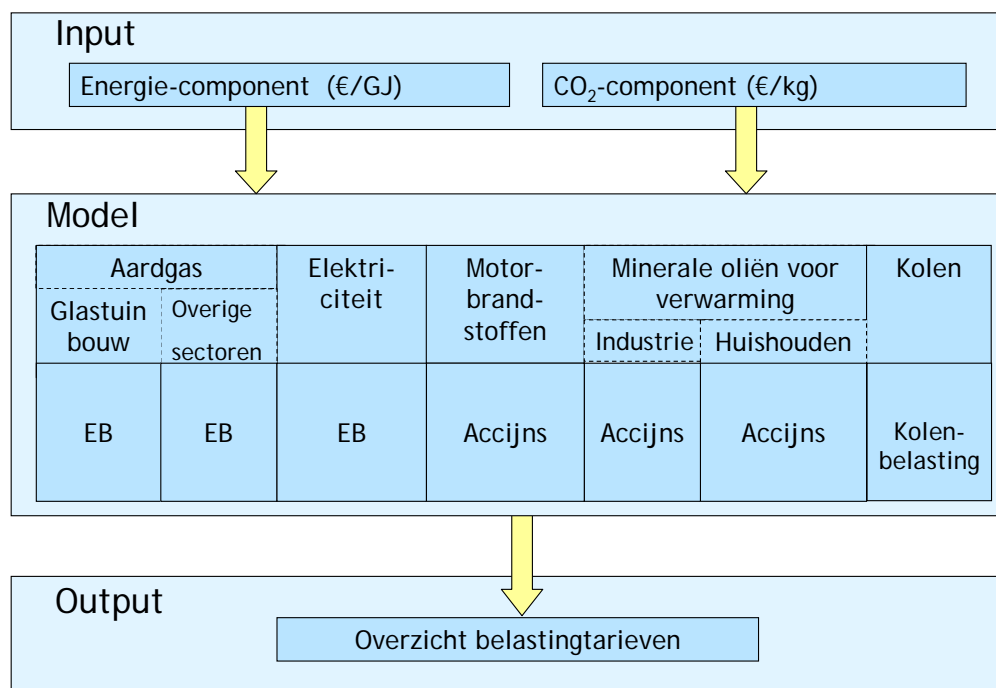 Input
Energie-component (€/GJ)
CO₂-component (€/kg)
Model
Aardgas
Glastuin
bouw
Overige
sectoren
Elektri-
citeit
Motor-
brand-
stoffen
Minerale oliën voor
verwarming
Industrie
Huishouden
Kolen
EB
EB
EB
Accijns
Accijns
Accijns
Kolen-
belasting
Output
Overzicht belastingtarieven